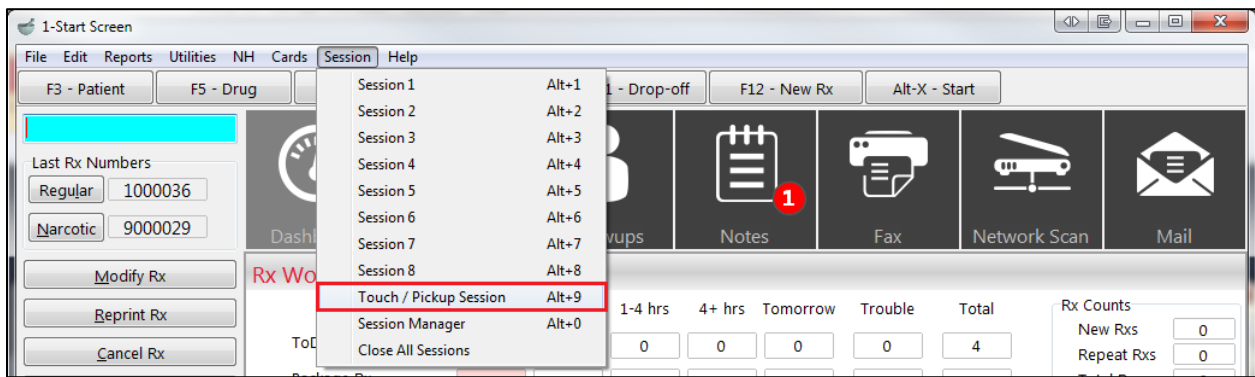 1-Start Screen
File Edit Reports Utilities NH Cards Session Help
F3 - Patient F5 - Drug 1 - Drop-off F12 - New Rx Alt-X - Start
Session 1 Alt+1
Session 2 Alt+2
Session 3 Alt+3
Session 4 Alt+4
Session 5 Alt+5
Session 6 Alt+6
Session 7 Alt+7
Session 8 Alt+8
Touch / Pickup Session Alt+9
Session Manager Alt+0
Close All Sessions
Last Rx Numbers
Regular 1000036
Narcotic 9000029
Modify Rx
Reprint Rx
Cancel Rx
1
Dashb wups Notes Fax Network Scan Mail
Rx Wo
1-4 hrs 4+ hrs Tomorrow Trouble Total
ToD 0 0 0 0 4
Rx Counts
New Rxs 0
Repeat Rxs 0